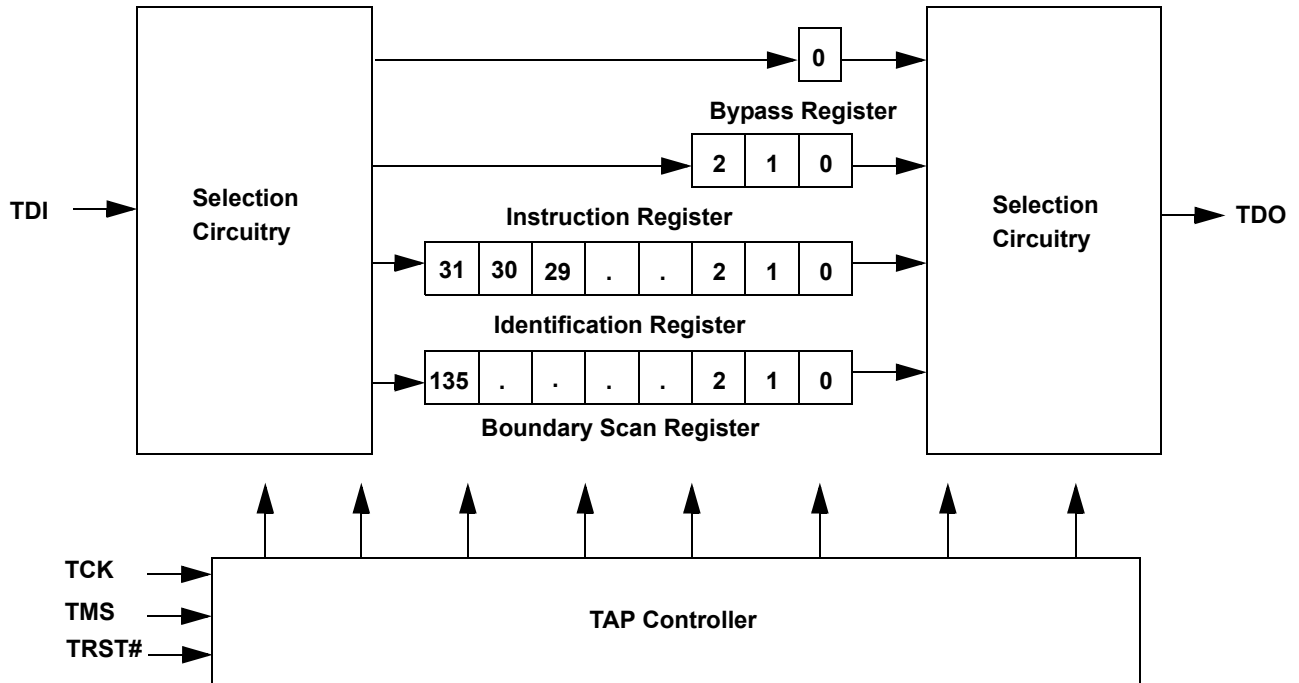 0
Bypass Register
2 1 0
TDI
Selection
Circuitry
Instruction Register
Selection
Circuitry
TDO
31 30 29 . . 2 1 0
Identification Register
135 . . . . 2 1 0
Boundary Scan Register
TCK
TMS
TRST#
TAP Controller